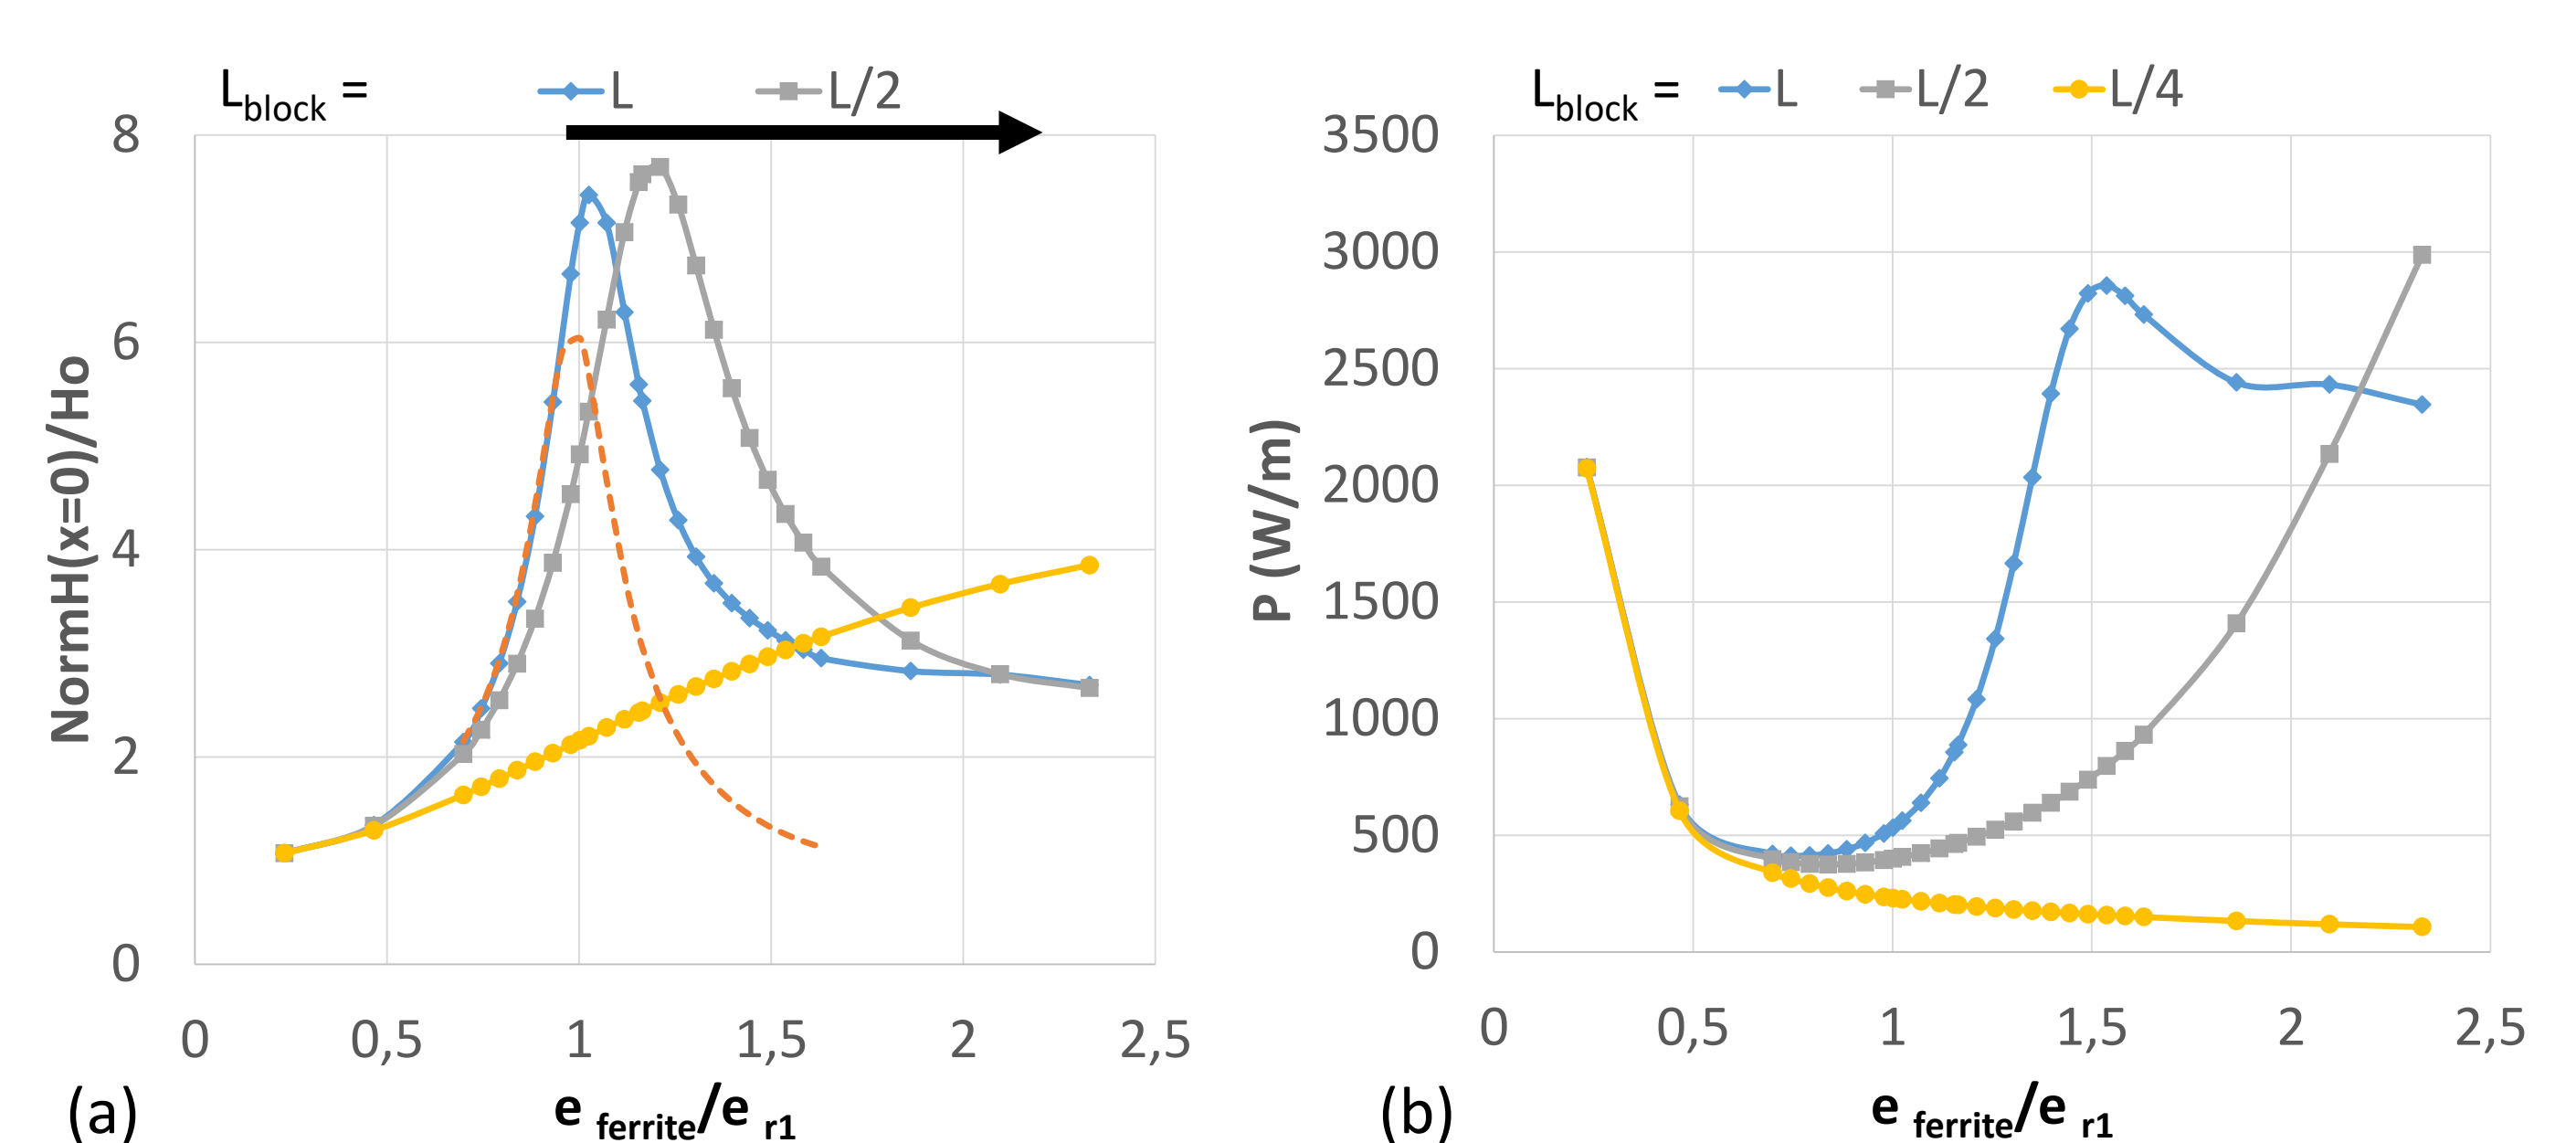 L block = L L/2
8
6
4
2
0
NormH(x=0)/Ho
0 0,5 1 1,5 2 2,5
(a) e ferrite/e r1
L block = L L/2 L/4
3500
3000
2500
2000
1500
1000
500
0
P (W/m)
0 0,5 1 1,5 2 2,5
(b) e ferrite/e r1